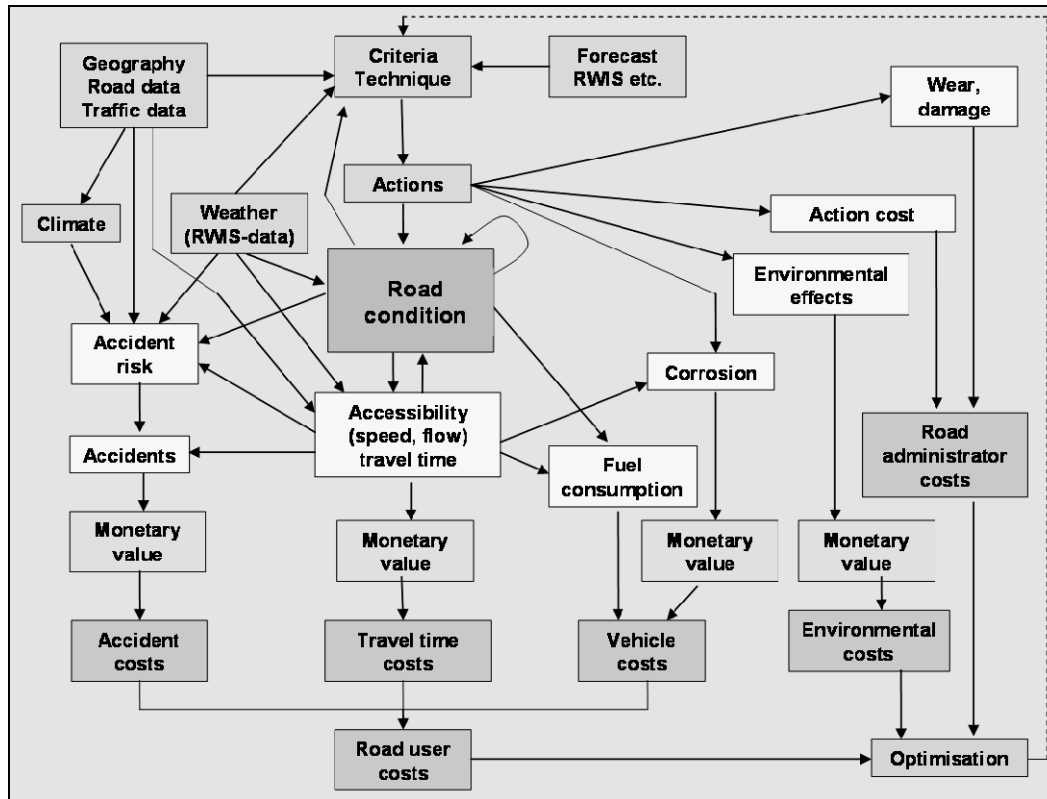 Geography
Road data
Traffic data
Criteria
Technique
Forecast
RWIS etc.
Wear,
damage
Actions
Climate
Weather
(RWIS-data)
Action cost
Road
condition
Environmental
effects
Accident
risk
Corrosion
Accessibility
(speed, flow)
travel time
Accidents
Fuel
consumption
Road
administrator
costs
Monetary
value
Monetary
value
Monetary
value
Monetary
value
Accident
costs
Travel time
costs
Vehicle
costs
Environmental
costs
Road user
costs
Optimisation